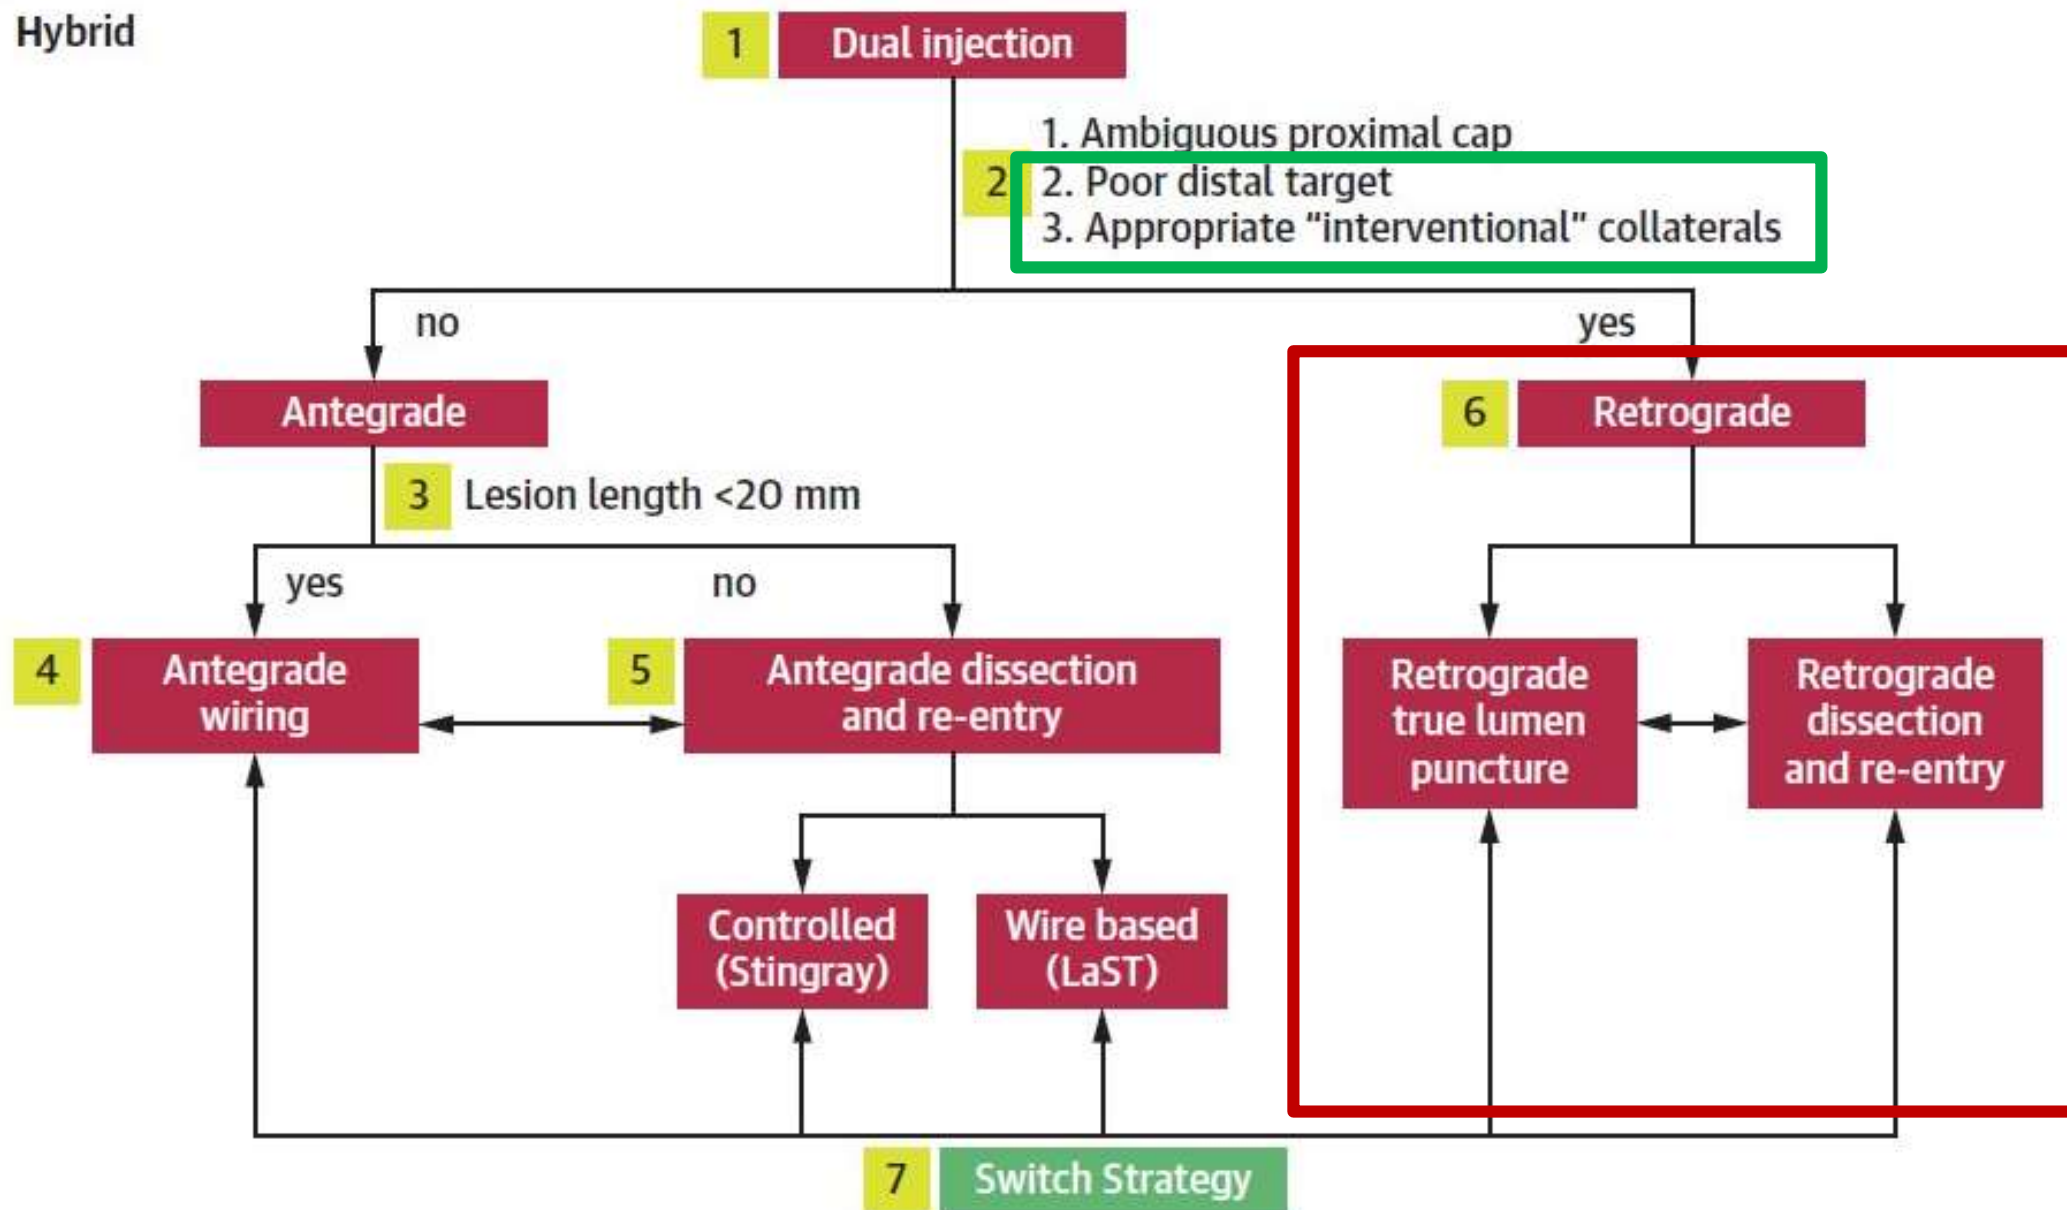 Hybrid
1 Dual injection
1. Ambiguous proximal cap
2
2. Poor distal target
3. Appropriate “interventional” collaterals
no
yes
Antegrade
6 Retrograde
3 Lesion length <20 mm
yes
no
4
Antegrade
wiring
5
Antegrade dissection
and re-entry
Retrograde
true lumen
puncture
Retrograde
dissection
and re-entry
Controlled
(Stingray)
Wire based
(LaST)
7 Switch Strategy